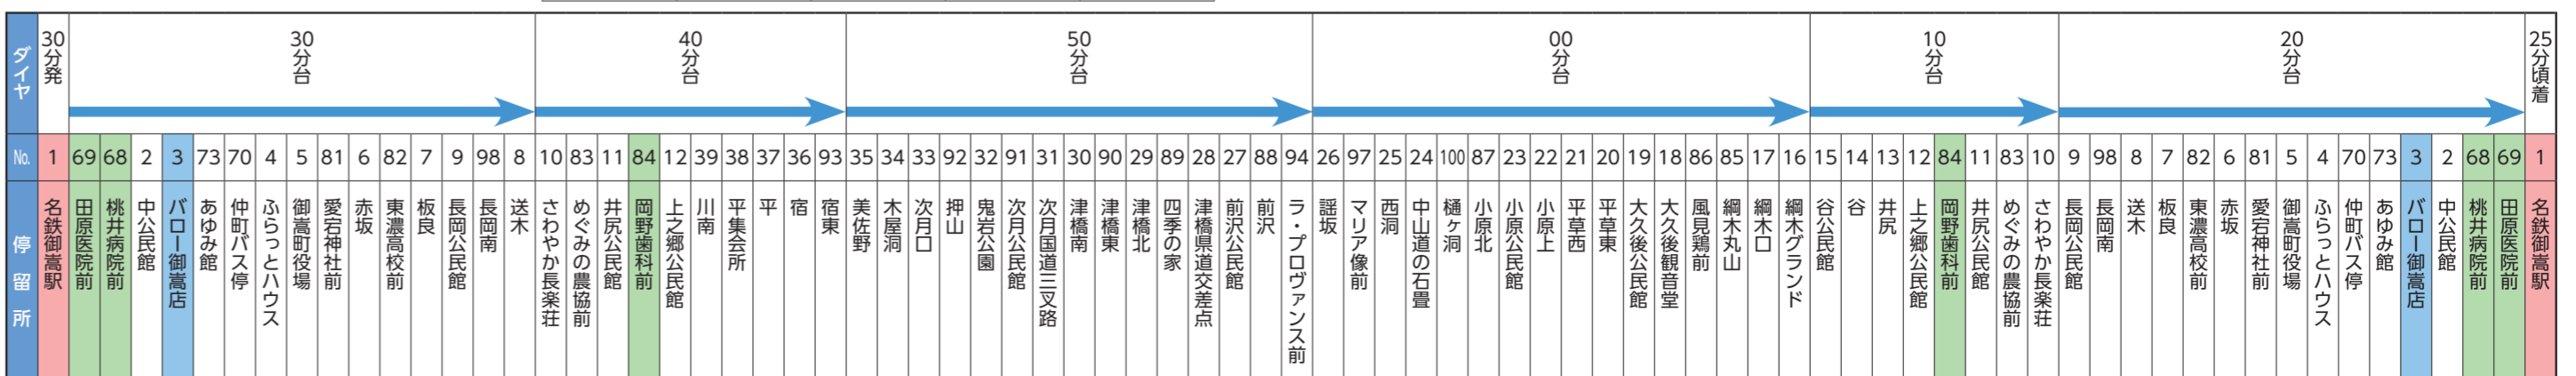 ダイヤ 30分発 30分台 40分台 50分台 00分台 10分台 20分台 25分頃着
No. 1 69 68 2 3 73 70 4 5 81 6 82 7 9 98 8 10 83 11 84 12 39 38 37 36 93 35 34 33 92 32 91 31 30 90 29 89 28 27 88 94 26 97 25 24 100 87 23 22 21 20 19 18 86 85 17 16 15 14 13 12 84 11 83 10 9 98 8 7 82 6 81 5 4 70 73 3 2 68 69 1
停留所 名鉄御嵩駅 田原医院前 桃井病院前 中公民館 バロー御嵩店 あゆみ館 仲町バス停 ふらっとハウス 御嵩町役場 愛宕神社前 赤坂 東濃高校前 板良 長岡公民館 長岡南 送木 さわやか長楽荘 めぐみの農協前 井尻公民館 岡野歯科前 上之郷公民館 川南 平集会所 平 宿 宿東 美佐野 木屋洞 次月口 押山 鬼岩公園 次月公民館 次月国道三叉路 津橋南 津橋東 津橋北 四季の家 津橋県道交差点 前沢公民館 前沢 ラ・プロヴァンス前 謡坂 マリア像前 西洞 中山道の石畳 樋ヶ洞 小原北 小原公民館 小原上 平草西 平草東 大久後公民館 大久後観音堂 風見鶏前 綱木丸山 綱木口 綱木グランド 谷公民館 谷 井尻 上之郷公民館 岡野歯科前 井尻公民館 めぐみの農協前 さわやか長楽荘 長岡公民館 長岡南 送木 板良 東濃高校前 赤坂 愛宕神社前 御嵩町役場 ふらっとハウス 仲町バス停 あゆみ館 バロー御嵩店 中公民館 桃井病院前 田原医院前 名鉄御嵩駅